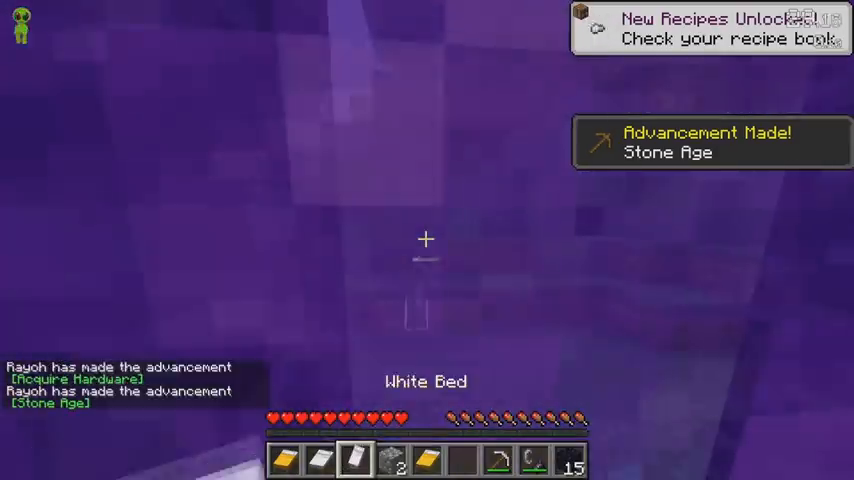 New Recipes Unlocked!
Check your recipe book
Advancement Made!
Stone Age
Rayoh has made the advancement
[Acquire Hardware]
Rayoh has made the advancement
[Stone Age]
White Bed
2
15